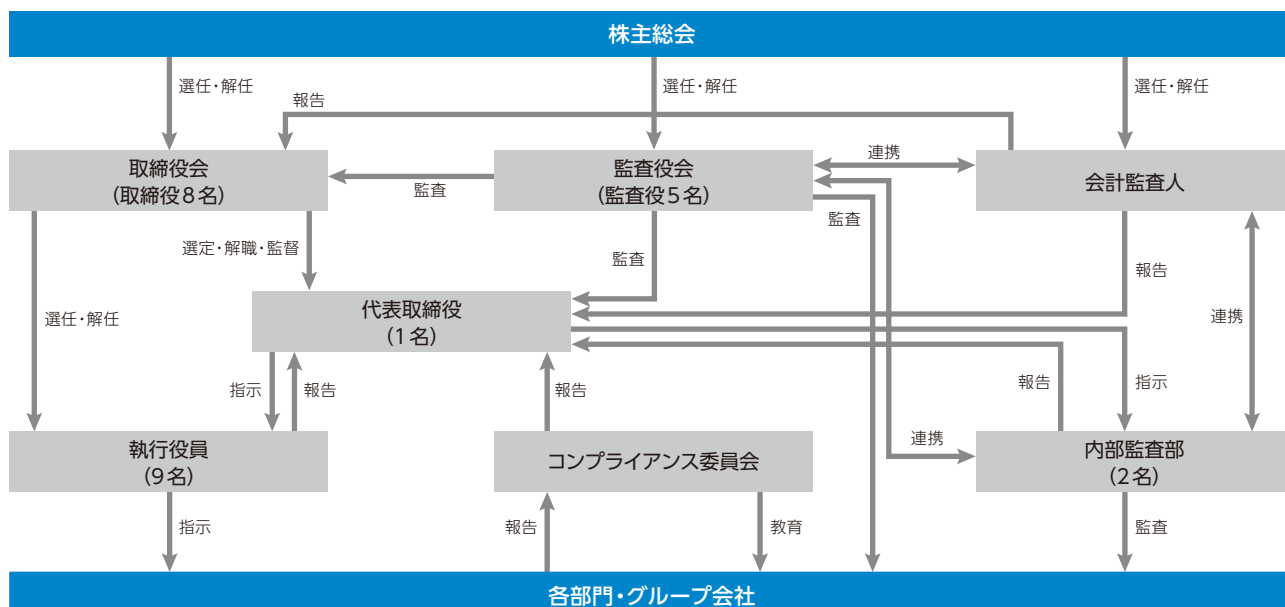 株主総会
選任・解任
選任・解任
選任・解任
報告
取締役会
(取締役8名)
監査
監査役会
(監査役5名)
連携
会計監査人
監査
選定・解職・監督
監査
報告
選任・解任
代表取締役
(1名)
連携
指示
報告
報告
報告
指示
執行役員
(9名)
コンプライアンス委員会
連携
内部監査部
(2名)
指示
報告
教育
監査
各部門・グループ会社